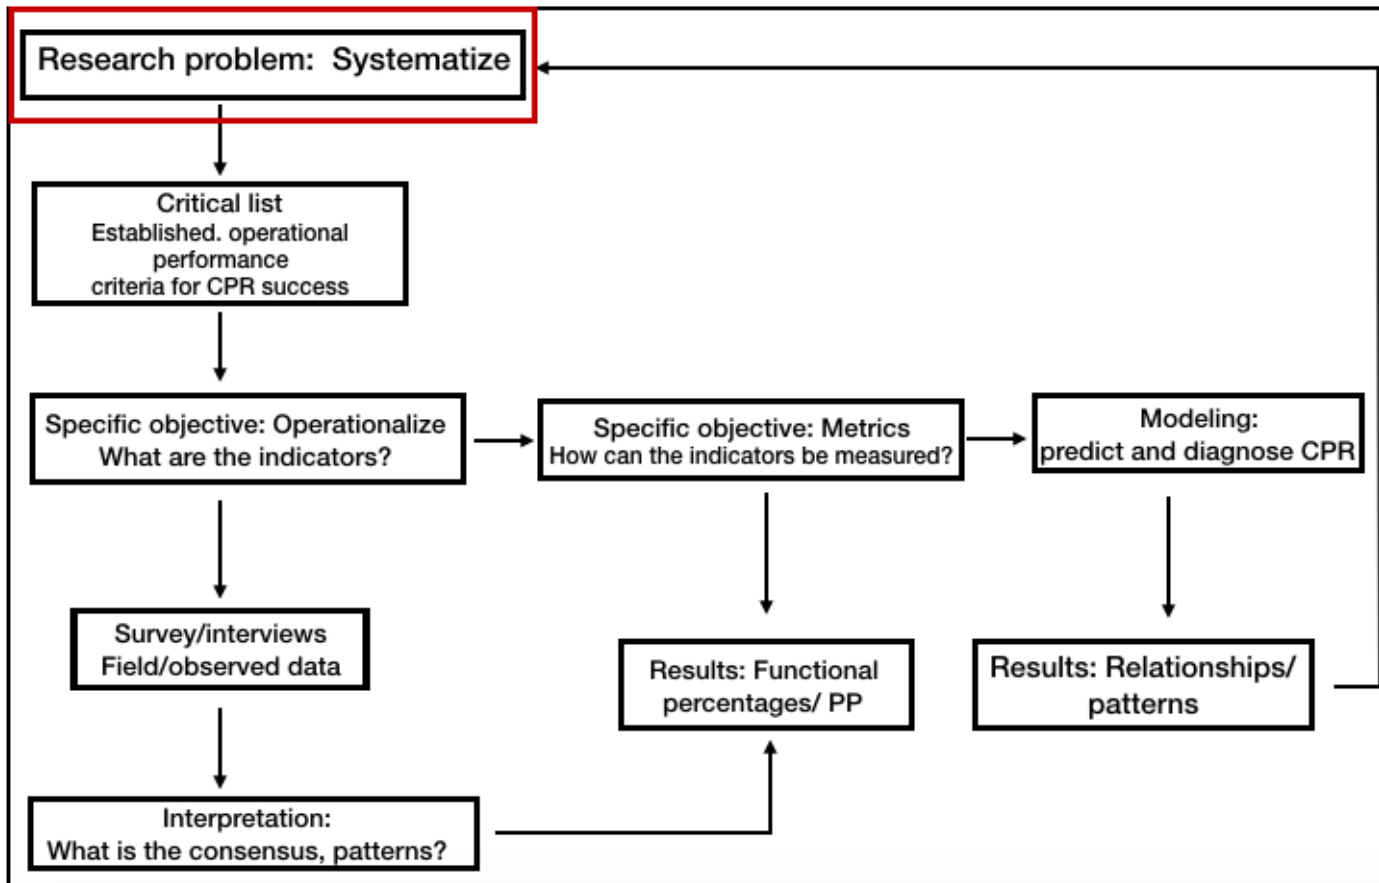 Research problem: Systematize
Critical list
Established. operational
performance
criteria for CPR success
Specific objective: Operationalize
What are the indicators?
Specific objective: Metrics
How can the indicators be measured?
Modeling:
predict and diagnose CPR
Survey/interviews
Field/observed data
Results: Functional
percentages/ PP
Results: Relationships/
patterns
Interpretation:
What is the consensus, patterns?